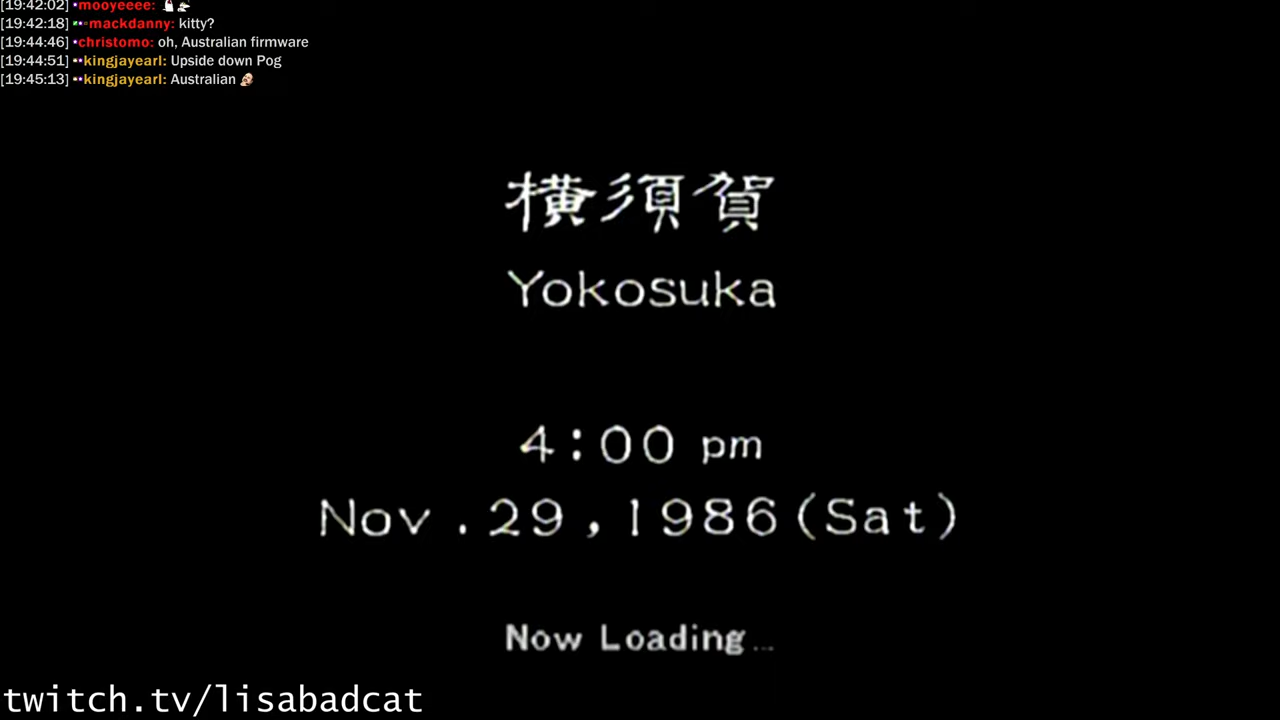 [19:42:02] mooyeeee:
[19:42:18] mackdanny: kitty?
[19:44:46] christomo: oh, Australian firmware
[19:44:51] kingjayearl: Upside down Pog
[19:45:13] kingjayearl: Australian
横須賀
Yokosuka
4:00 pm
Nov.29,1986(Sat)
Now Loading...
twitch.tv/lisabadcat